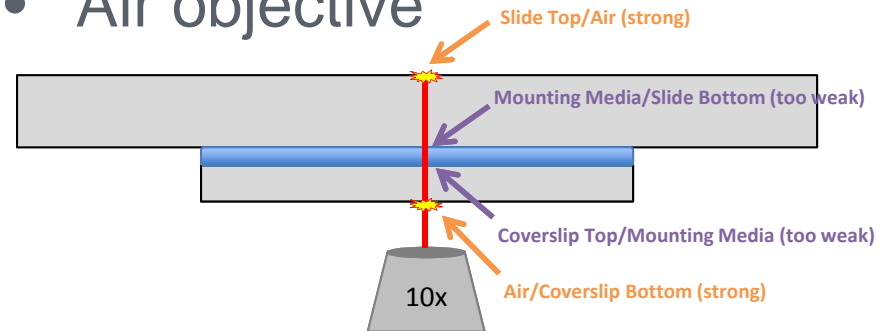 • Air objective
Slide Top/Air (strong)
Mounting Media/Slide Bottom (too weak)
Coverslip Top/Mounting Media (too weak)
Air/Coverslip Bottom (strong)
10x